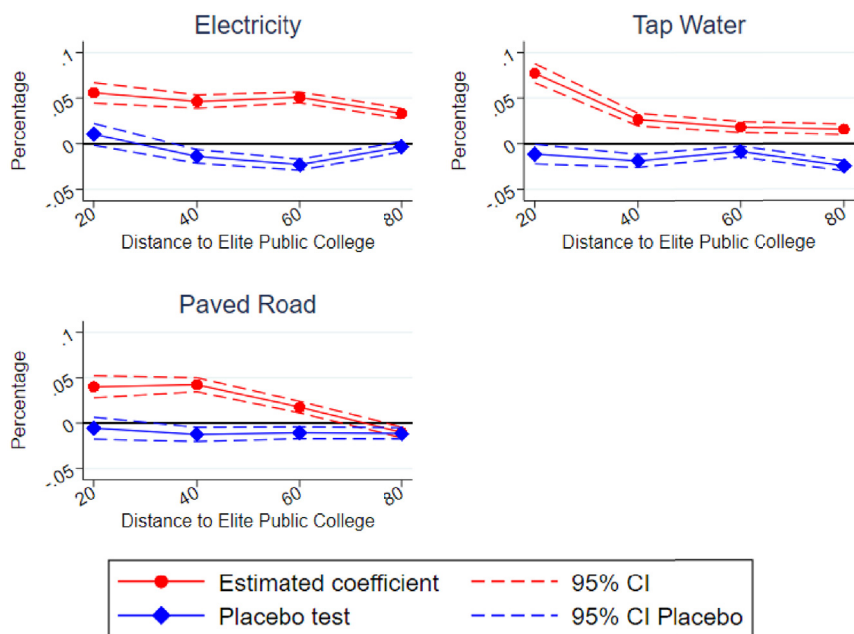 Electricity
.1
.05
0
-.05
Percentage
20 40 60 80
Distance to Elite Public College
Tap Water
.1
.05
0
-.05
Percentage
20 40 60 80
Distance to Elite Public College
Paved Road
.1
.05
0
-.05
Percentage
20 40 60 80
Distance to Elite Public College
Estimated coefficient 95% CI
Placebo test 95% CI Placebo